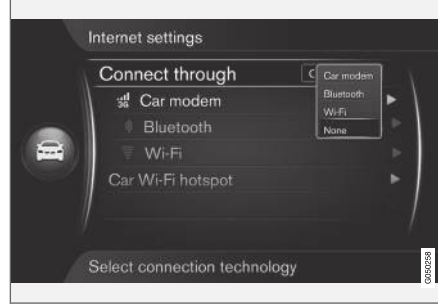 Internet settings
Connect through
Car modem
Bluetooth
Wi-Fi
None
3G Car modem
Bluetooth
Wi-Fi
Car Wi-Fi hotspot
Select connection technology
G050258